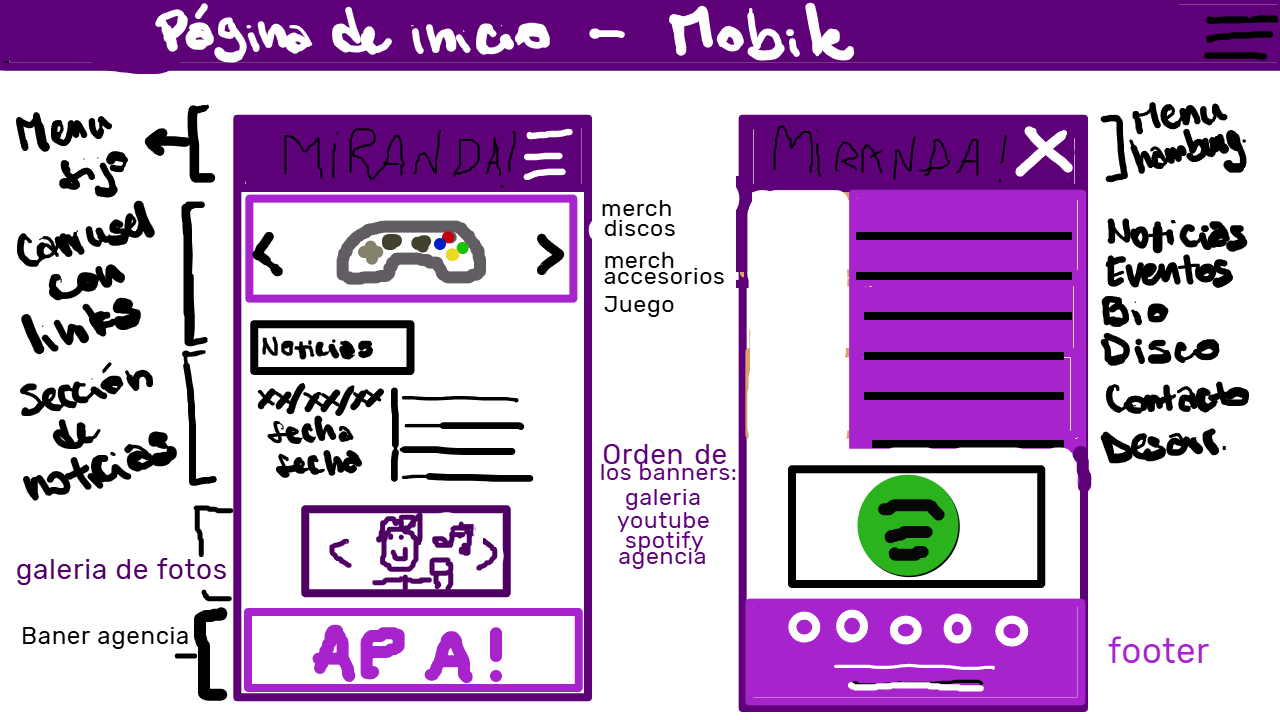 Página de inicio - Mobile
Menu
fijo
MIRANDA!
MIRANDA!
Menu
hamburg.
Carrusel
con
links
merch
discos
merch
accesorios
Juego
Noticias
Eventos
Bio
Disco
Contacto
Desarr.
Noticias
Sección
de
noticias
xx/xx/xx
fecha
fecha
Orden de
los banners:
galeria
youtube
spotify
agencia
galeria de fotos
Baner agencia
APA!
footer